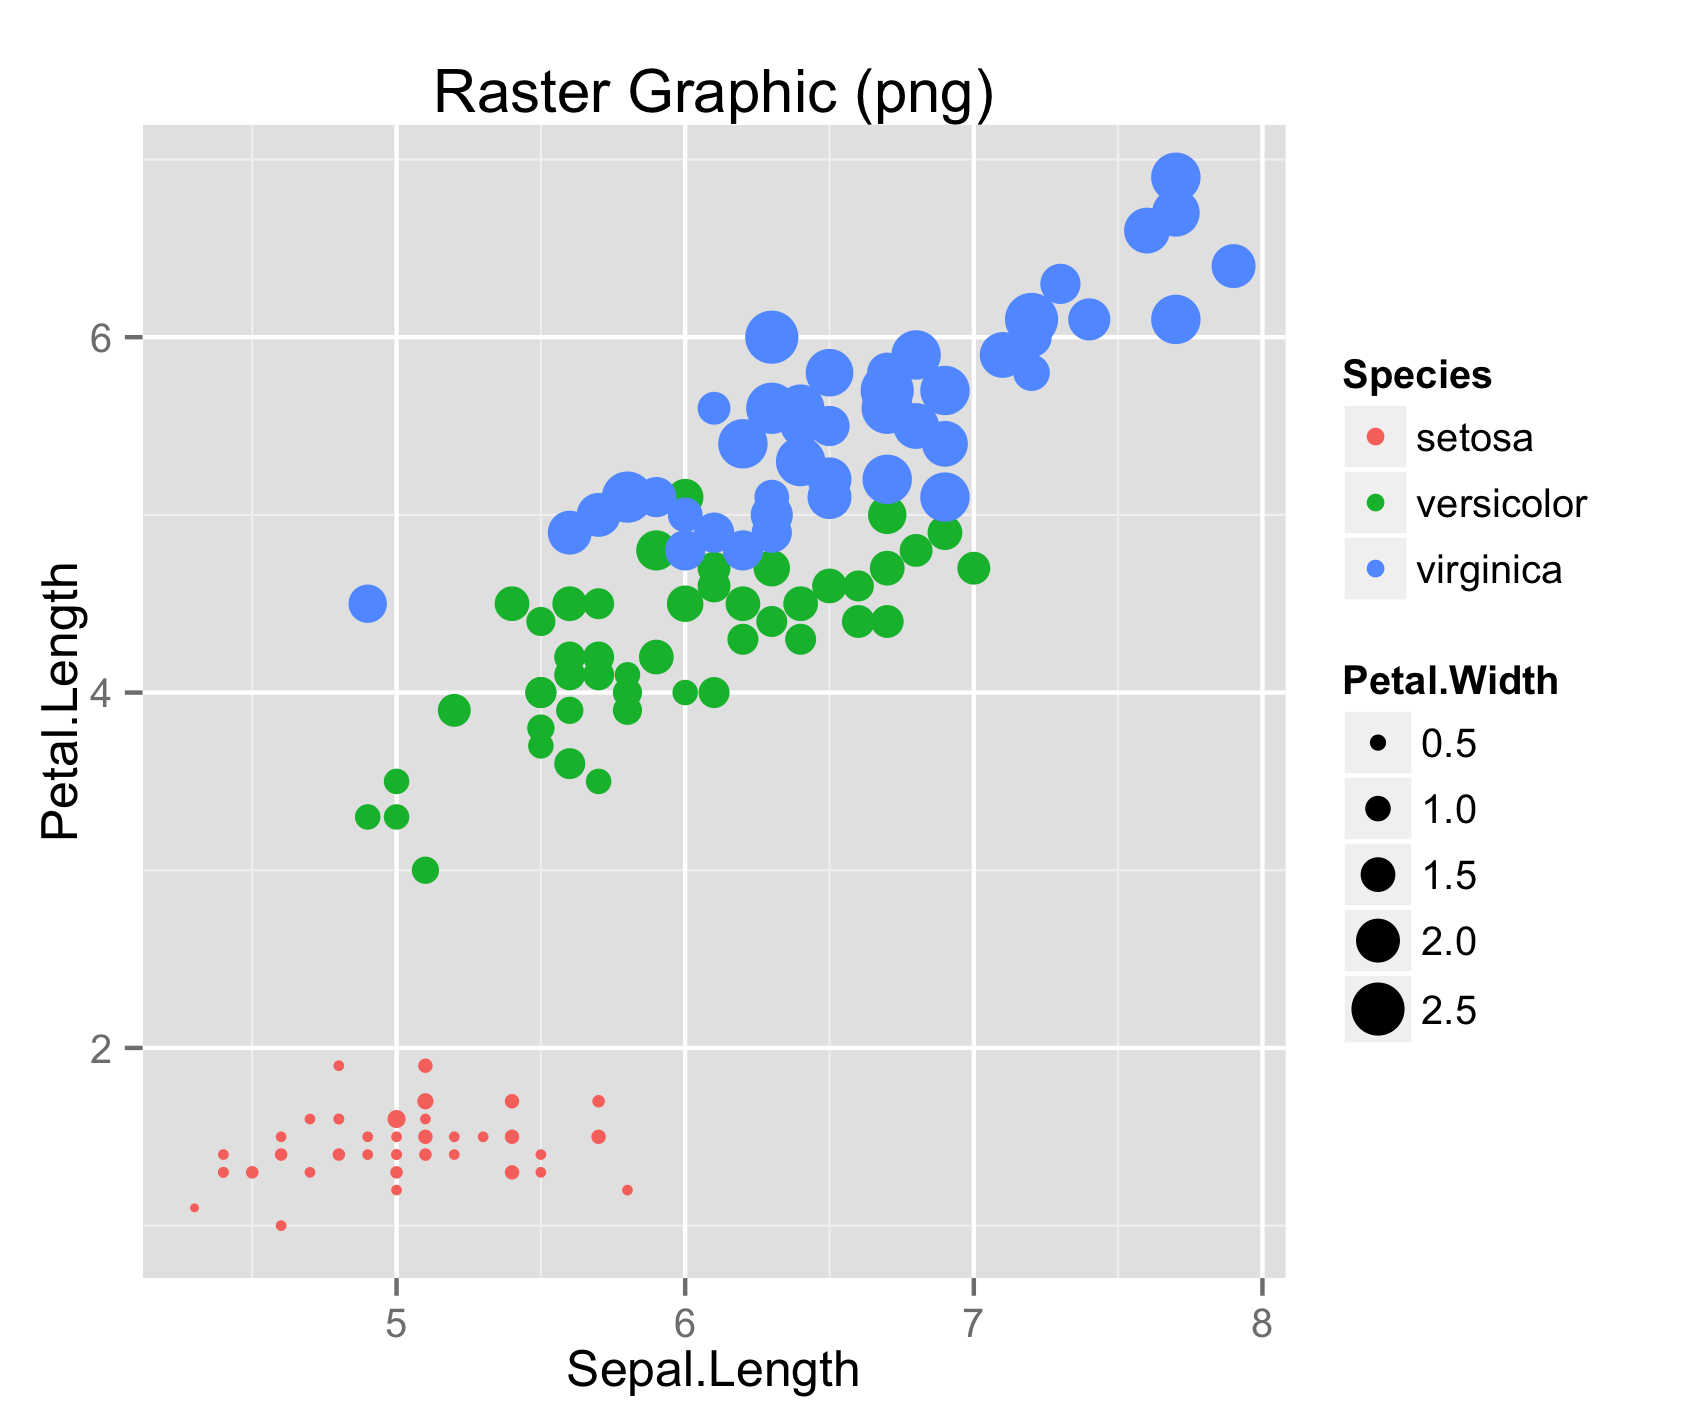 Raster Graphic (png)
Petal.Length
6
4
2
5 6 7 8
Sepal.Length
Species
setosa
versicolor
virginica
Petal.Width
0.5
1.0
1.5
2.0
2.5